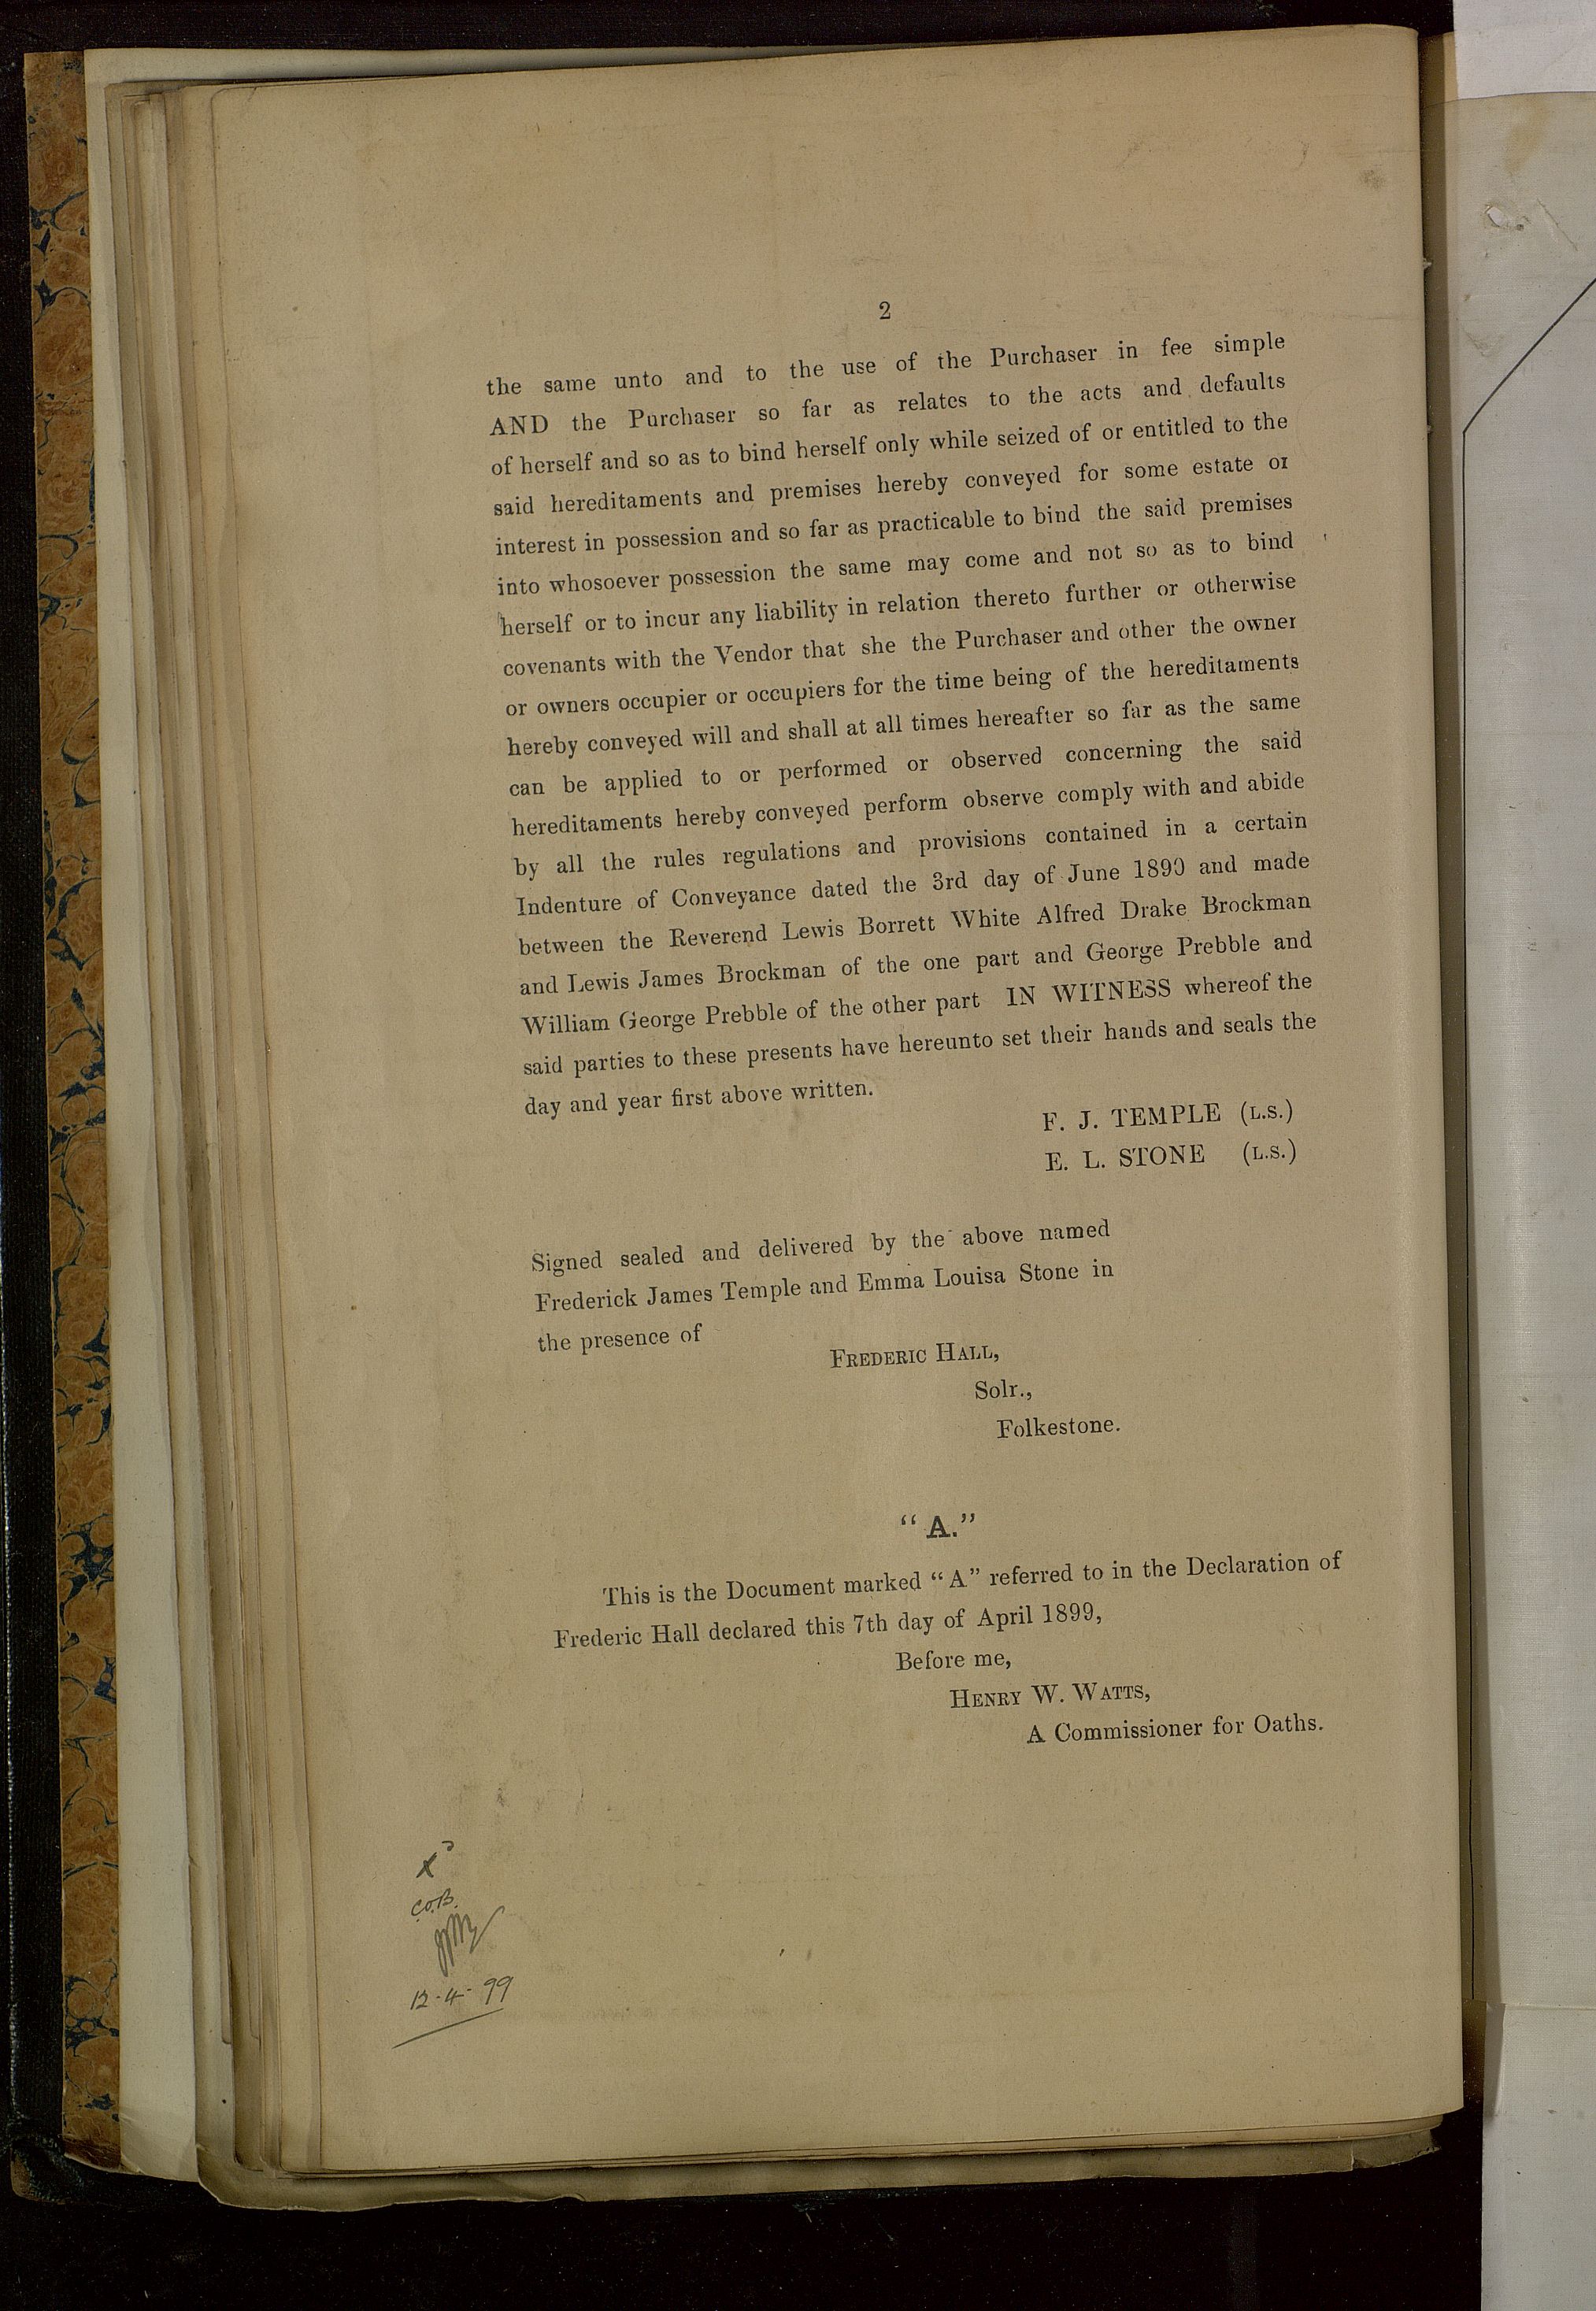 2
the same unto and to the use of the Purchaser in fee simple
AND the Purchaser so far as relates to the acts and defaults
of herself and so as to bind herself only while seized of or entitled to the
said hereditaments and premises hereby conveyed for some estate or
interest in possession and so far as practicable to bind the said premises
into whosoever possession the same may come and not so as to bind
herself or to incur any liability in relation thereto further or otherwise
covenants with the Vendor that she the Purchaser and other the owner
or owners occupier or occupiers for the time being of the hereditaments
hereby conveyed will and shall at all times hereafter so far as the same
can be applied to or performed or observed concerning the said
hereditaments hereby conveyed perform observe comply with and abide
by all the rules regulations and provisions contained in a certain
Indenture of Conveyance dated the 3rd day of June 1890 and made
between the Reverend Lewis Borrett White Alfred Drake Brockman
and Lewis James Brockman of the one part and George Prebble and
William George Prebble of the other part IN WITNESS whereof the
said parties to these presents have hereunto set their hands and seals the
day and year first above written.
F. J. TEMPLE (L.S.)
E. L. STONE (L.S.)
Signed sealed and delivered by the above named
Frederick James Temple and Emma Louisa Stone in
the presence of
FREDERIC HALL,
Solr.,
Folkestone.
"A."
This is the Document marked "A" referred to in the Declaration of
Frederic Hall declared this 7th day of April 1899,
Before me,
HENRY W. WATTS,
A Commissioner for Oaths.
C.O.B.
12-4-99